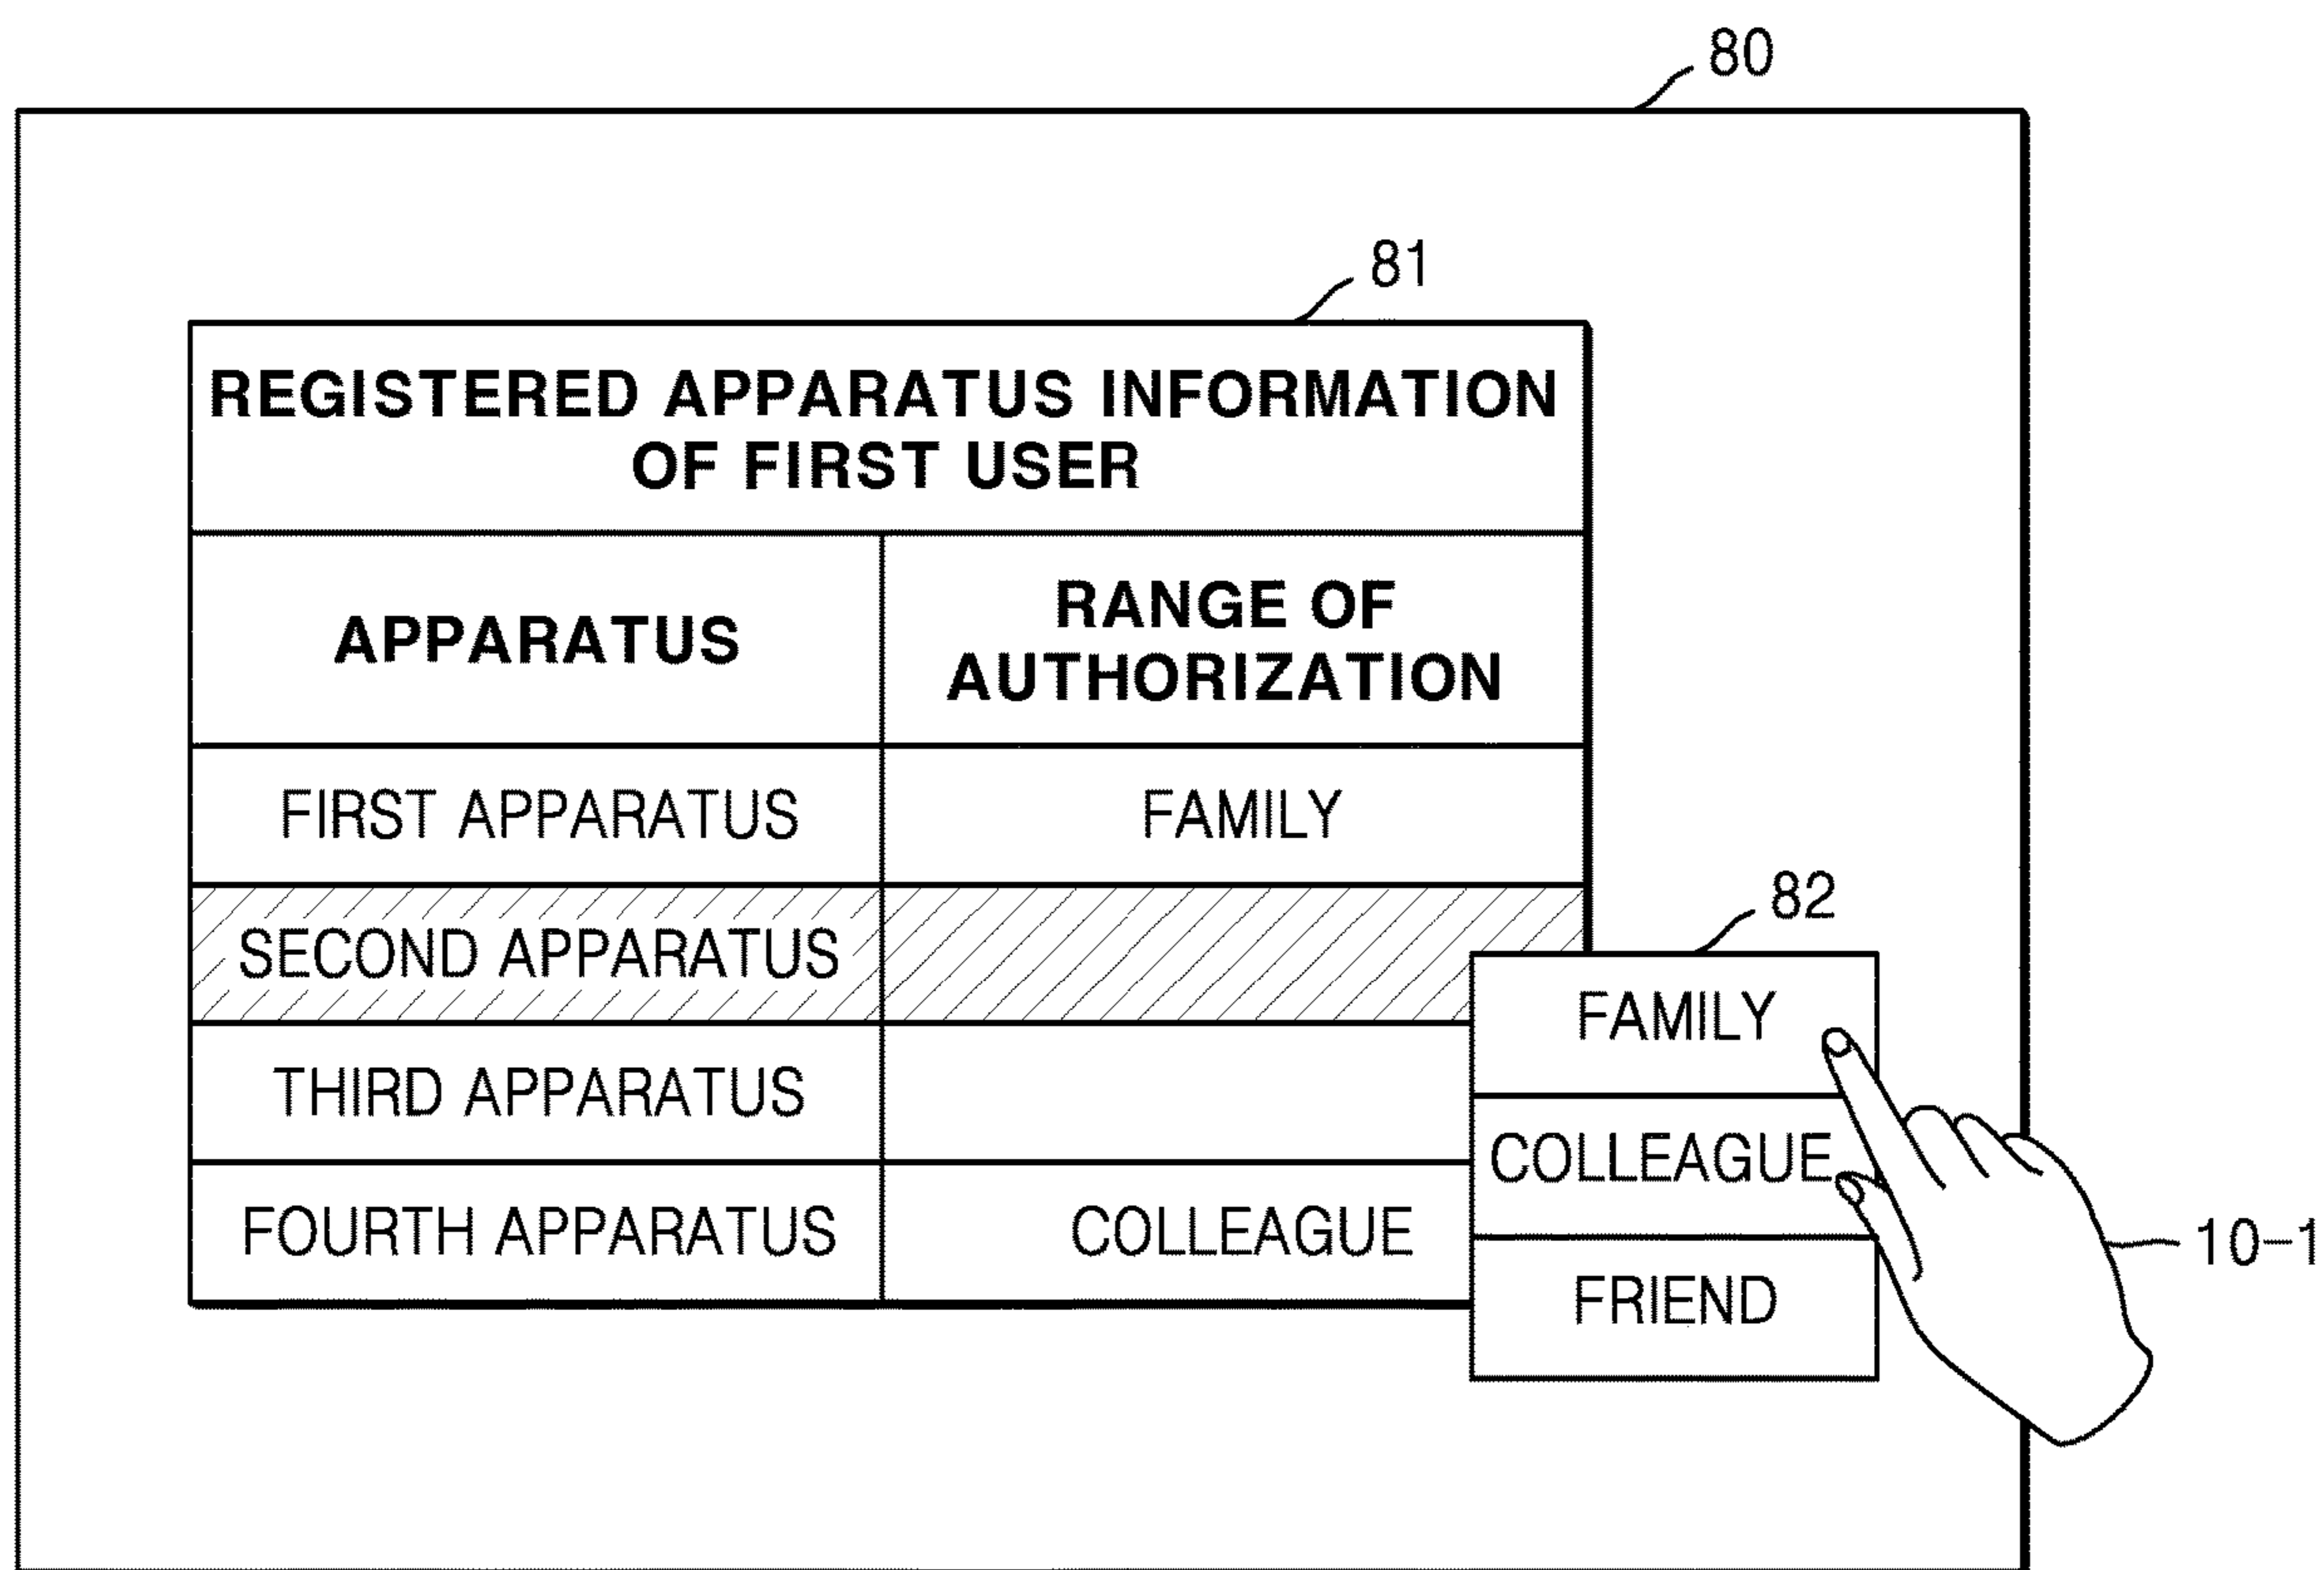 80
81
REGISTERED APPARATUS INFORMATION
OF FIRST USER
APPARATUS
RANGE OF
AUTHORIZATION
FIRST APPARATUS
FAMILY
SECOND APPARATUS
82
FAMILY
THIRD APPARATUS
COLLEAGUE
FOURTH APPARATUS
COLLEAGUE
10-1
FRIEND